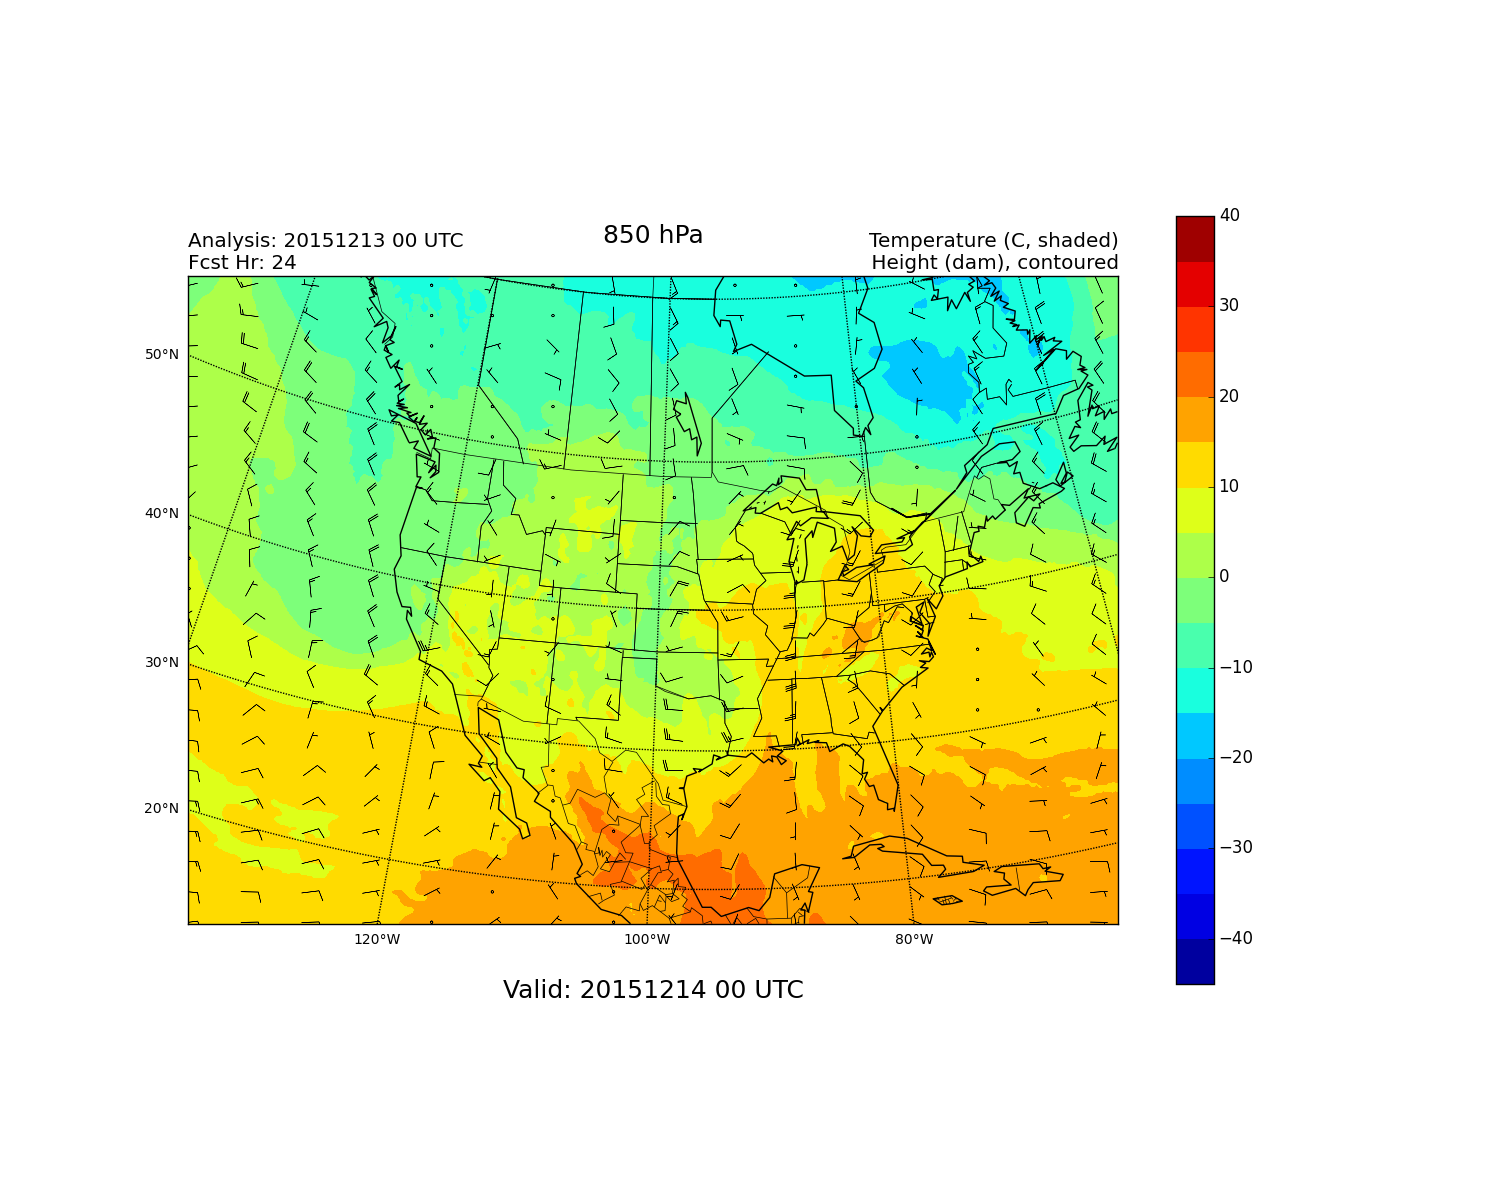 Analysis: 20151213 00 UTC
Fcst Hr: 24
850 hPa
Temperature (C, shaded)
Height (dam), contoured
50°N
40°N
30°N
20°N
120°W
100°W
80°W
40
30
20
10
0
−10
−20
−30
−40
Valid: 20151214 00 UTC